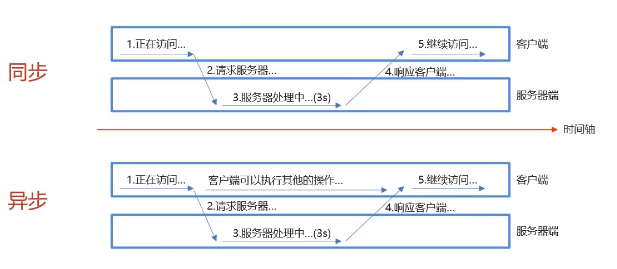 同步
1.正在访问...
5.继续访问...
客户端
2.请求服务器...
4.响应客户端...
3.服务器处理中...(3s)
服务器端
时间轴
异步
1.正在访问...
客户端可以执行其他的操作...
5.继续访问...
客户端
2.请求服务器...
4.响应客户端...
3.服务器处理中...(3s)
服务器端